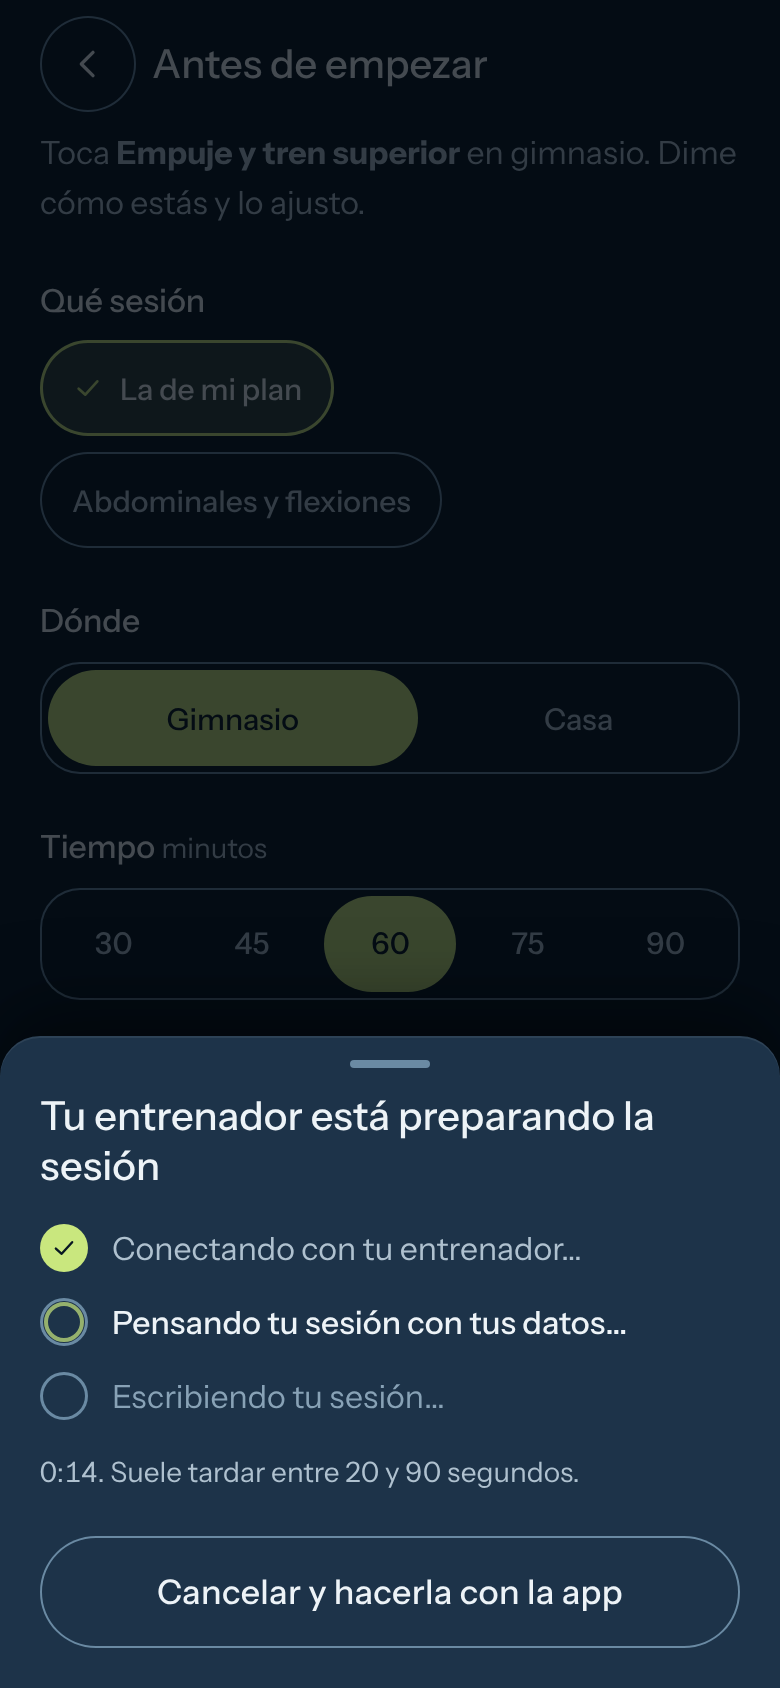 Antes de empezar
Toca Empuje y tren superior en gimnasio. Dime
cómo estás y lo ajusto.
Qué sesión
La de mi plan
Abdominales y flexiones
Dónde
Gimnasio
Casa
Tiempo minutos
30
45
60
75
90
Tu entrenador está preparando la
sesión
Conectando con tu entrenador...
Pensando tu sesión con tus datos...
Escribiendo tu sesión...
0:14. Suele tardar entre 20 y 90 segundos.
Cancelar y hacerla con la app